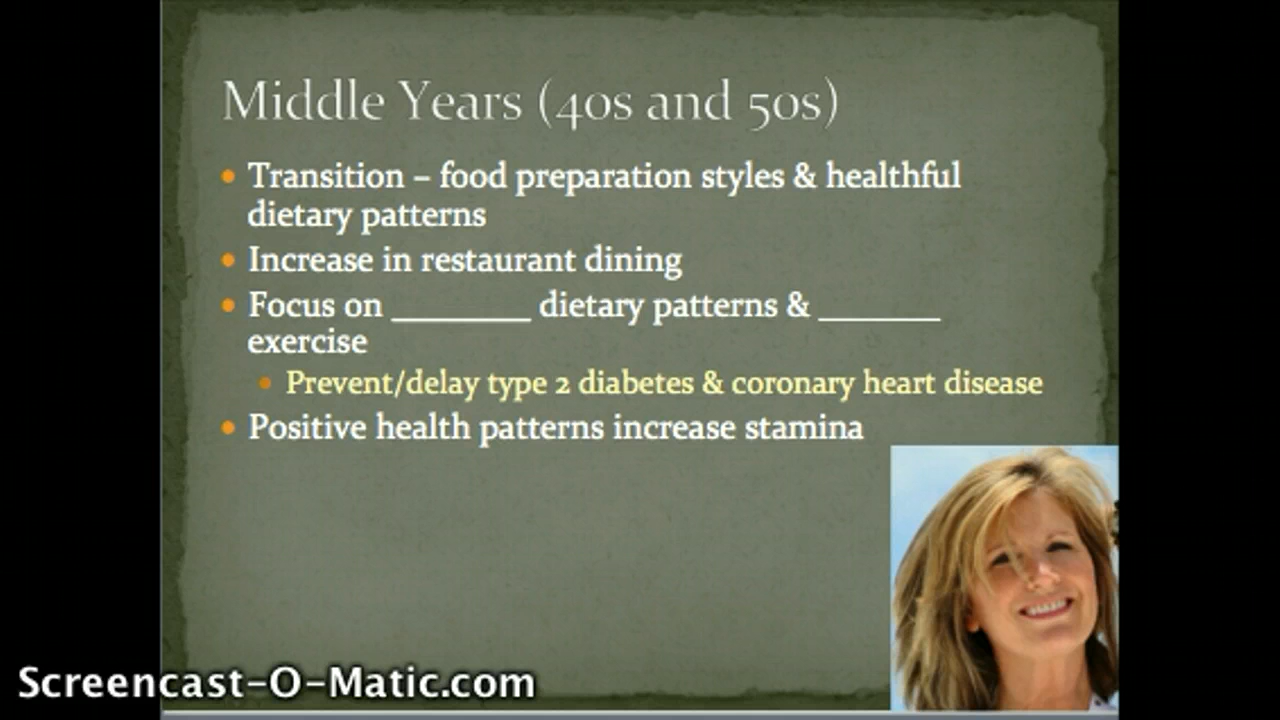 Middle Years (40s and 50s)
• Transition – food preparation styles & healthful
dietary patterns
• Increase in restaurant dining
• Focus on ________ dietary patterns & _______
exercise
• Prevent/delay type 2 diabetes & coronary heart disease
• Positive health patterns increase stamina
Screencast-O-Matic.com